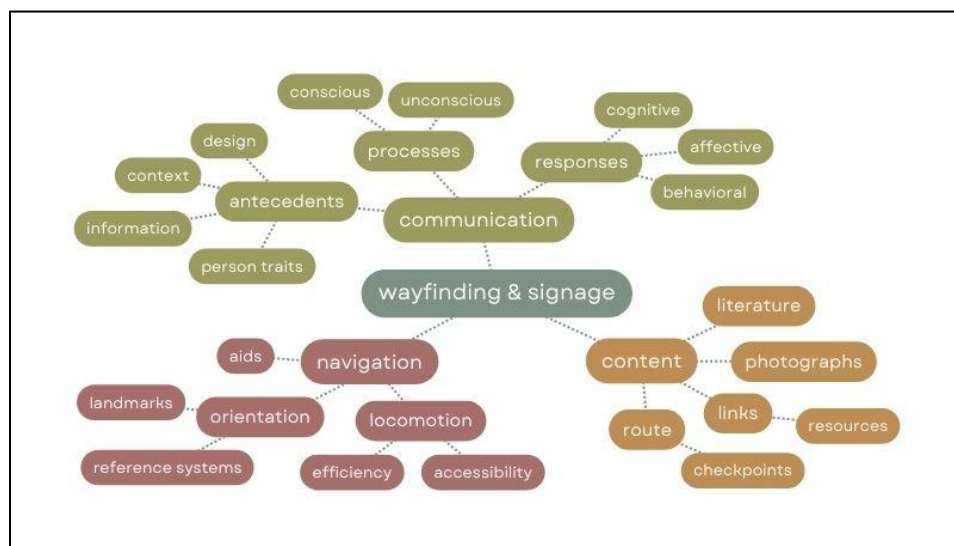 conscious
unconscious
cognitive
design
processes
responses
affective
context
antecedents
behavioral
information
communication
person traits
wayfinding & signage
literature
aids
navigation
content
photographs
landmarks
orientation
locomotion
links
route
resources
reference systems
efficiency
accessibility
checkpoints